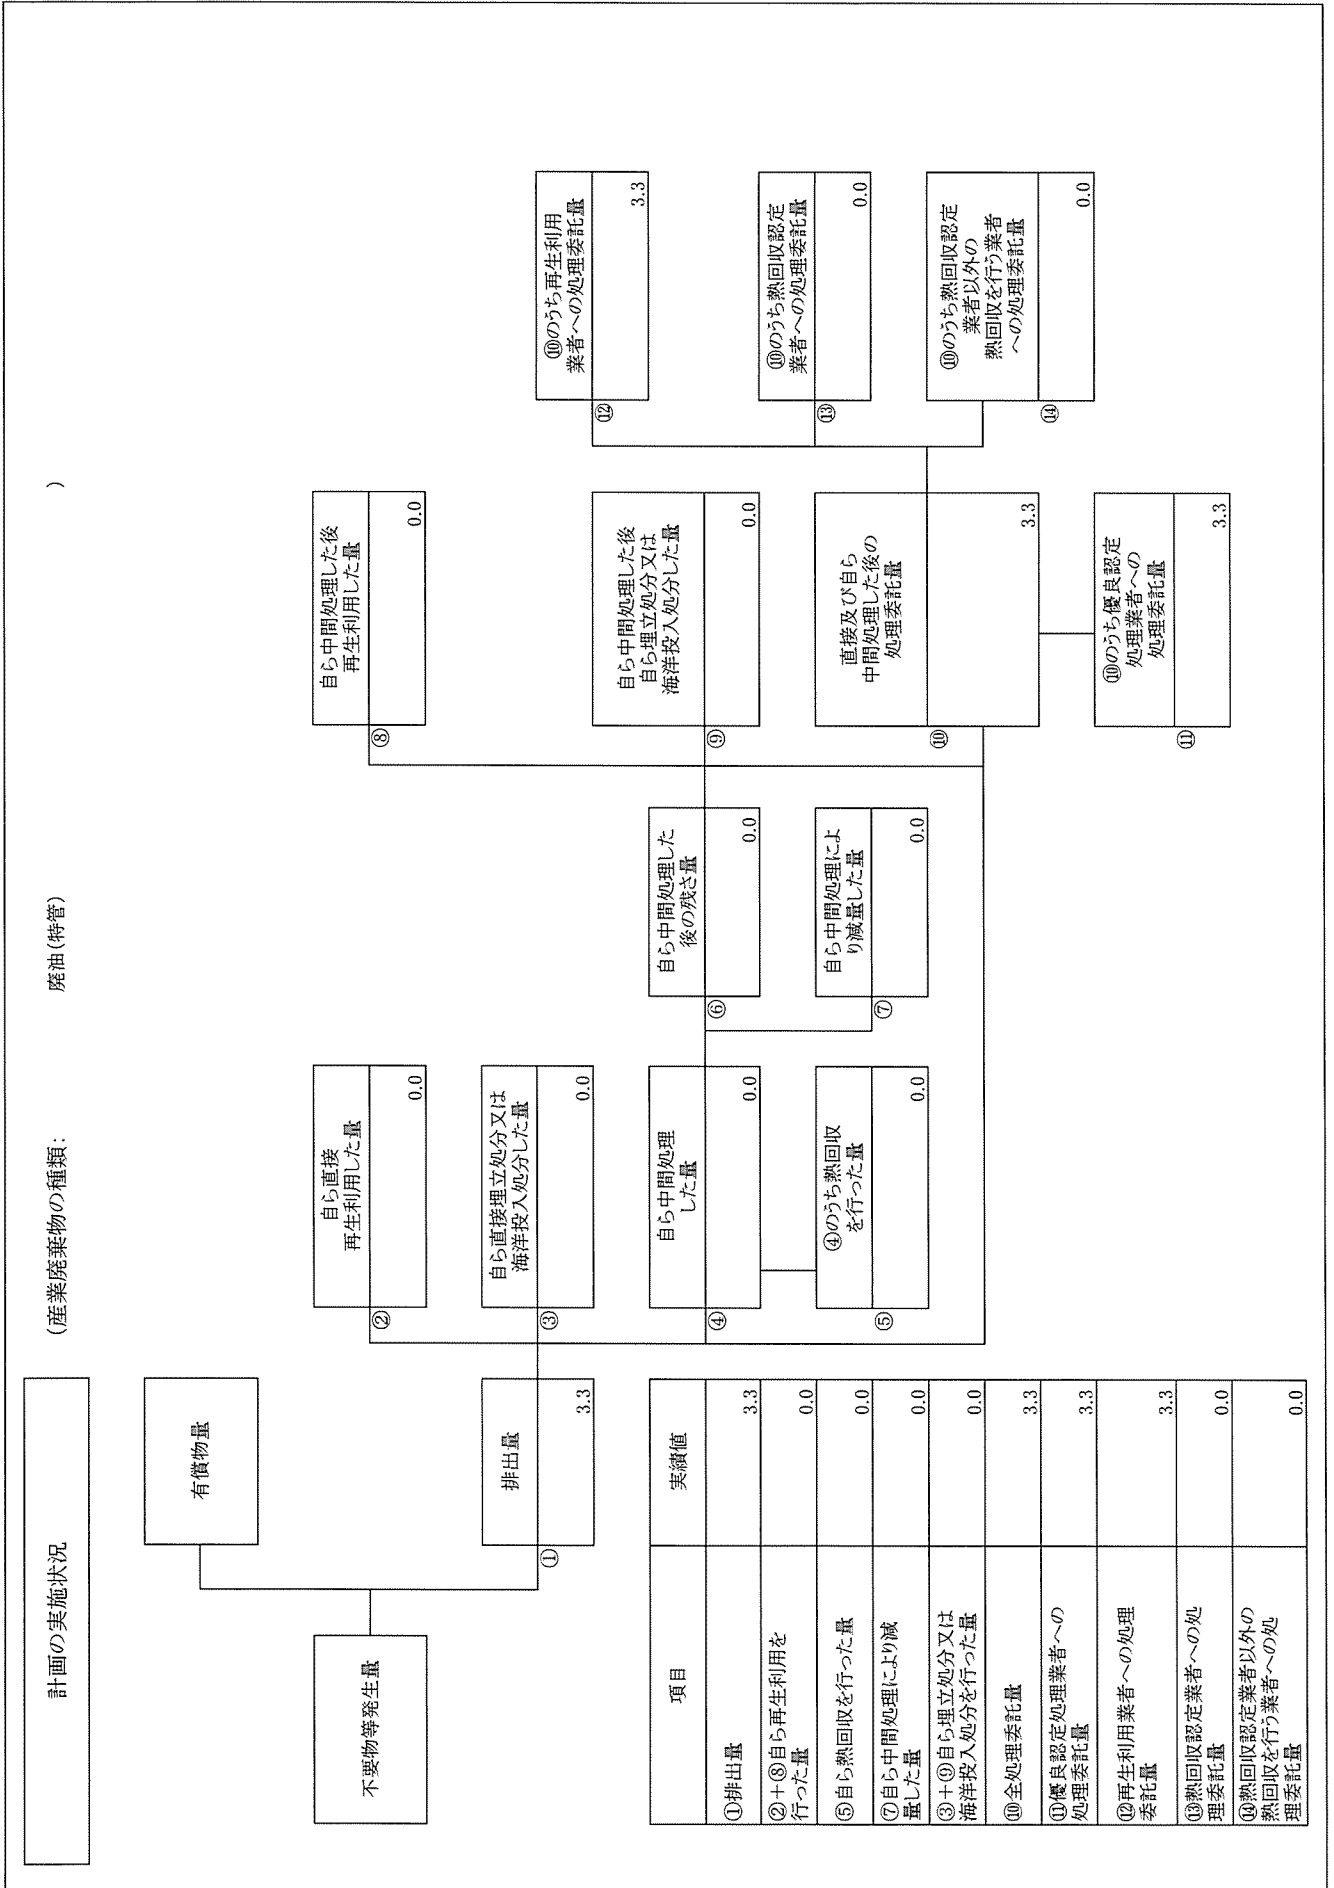 計画の実施状況
(産業廃棄物の種類: 廃油(特管) )
不要物等発生量
有償物量
排出量
①
3.3
自ら直接
再生利用した量
②
0.0
自ら直接埋立処分又は
海洋投入処分した量
③
0.0
自ら中間処理
した量
④
0.0
④のうち熱回収
を行った量
⑤
0.0
自ら中間処理した
後の残さ量
⑥
0.0
自ら中間処理によ
り減量した量
⑦
0.0
自ら中間処理した後
再生利用した量
⑧
0.0
自ら中間処理した後
自ら埋立処分又は
海洋投入処分した量
⑨
0.0
直接及び自ら
中間処理した後の
処理委託量
⑩
3.3
⑩のうち優良認定
処理業者への
処理委託量
⑪
3.3
⑩のうち再生利用
業者への処理委託量
⑫
3.3
⑩のうち熱回収認定
業者への処理委託量
⑬
0.0
⑩のうち熱回収認定
業者以外の
熱回収を行う業者
への処理委託量
⑭
0.0
項目 実績値
①排出量 3.3
②+⑧自ら再生利用を
行った量 0.0
⑤自ら熱回収を行った量 0.0
⑦自ら中間処理により減
量した量 0.0
③+⑨自ら埋立処分又は
海洋投入処分を行った量 0.0
⑩全処理委託量 3.3
⑪優良認定処理業者への
処理委託量 3.3
⑫再生利用業者への処理
委託量 3.3
⑬熱回収認定業者への処
理委託量 0.0
⑭熱回収認定業者以外の
熱回収を行う業者への処
理委託量 0.0